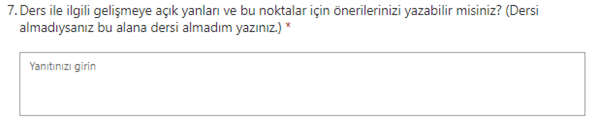 7. Ders ile ilgili gelişmeye açık yanları ve bu noktalar için önerilerinizi yazabilir misiniz? (Dersi
almadıysanız bu alana dersi almadım yazınız.) *
Yanıtınızı girin